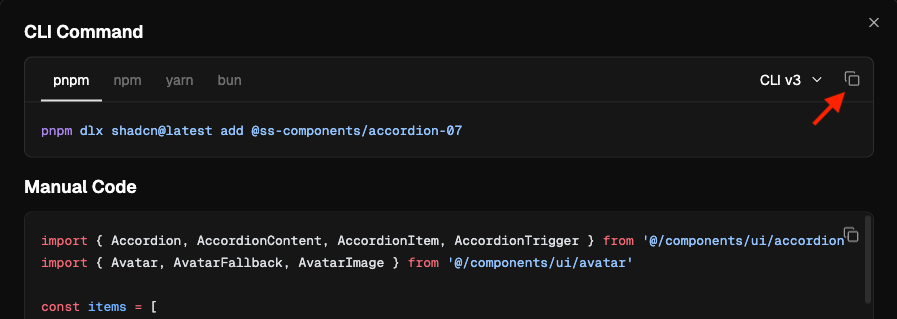 CLI Command
pnpm npm yarn bun CLI v3
pnpm dlx shadcn@latest add @ss-components/accordion-07
Manual Code
import { Accordion, AccordionContent, AccordionItem, AccordionTrigger } from '@/components/ui/accordion
import { Avatar, AvatarFallback, AvatarImage } from '@/components/ui/avatar'
const items = [